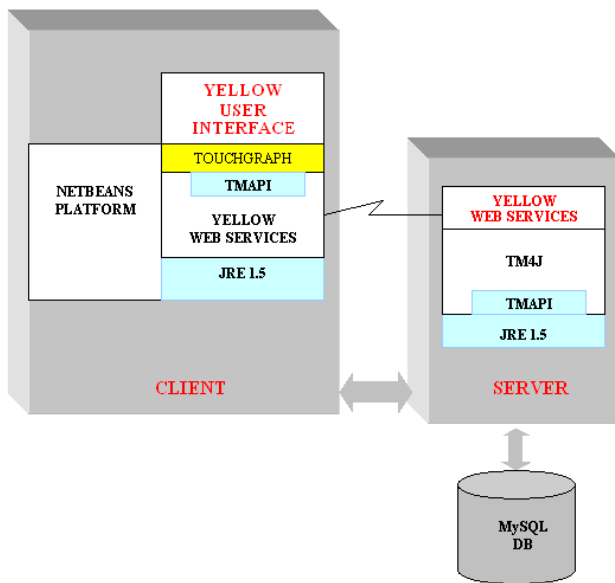 YELLOW
USER
INTERFACE
TOUCHGRAPH
TMAPI
NETBEANS
PLATFORM
YELLOW
WEB SERVICES
JRE 1.5
CLIENT
YELLOW
WEB SERVICES
TM4J
TMAPI
JRE 1.5
SERVER
MySQL
DB